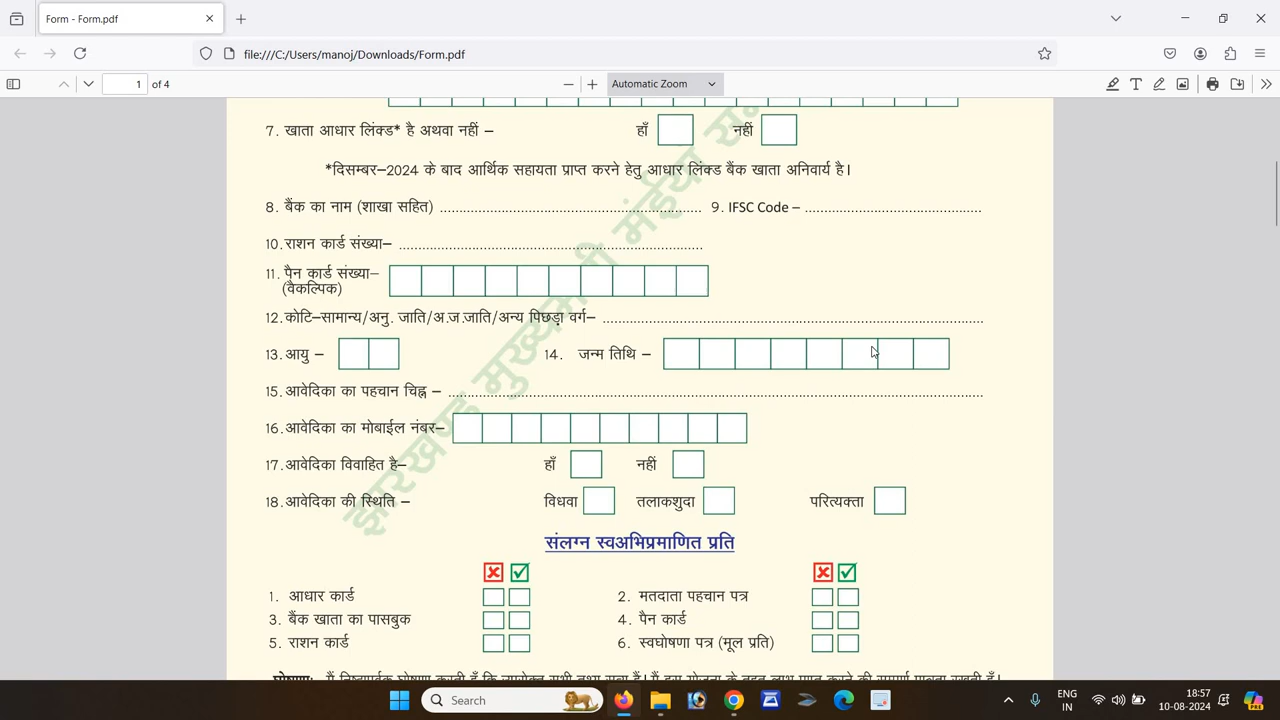 Form - Form.pdf
file:///C:/Users/manoj/Downloads/Form.pdf
1 of 4
Automatic Zoom
7. खाता आधार लिंक्ड* है अथवा नहीं – हाँ नहीं
*दिसम्बर–2024 के बाद आर्थिक सहायता प्राप्त करने हेतु आधार लिंक्ड बैंक खाता अनिवार्य है।
8. बैंक का नाम (शाखा सहित) ........................................................... 9. IFSC Code – ........................................
10. राशन कार्ड संख्या– ....................................................................
11. पैन कार्ड संख्या–
(वैकल्पिक)
12. कोटि–सामान्य/अनु. जाति/अ.ज.जाति/अन्य पिछड़ा वर्ग– ......................................................................................
13. आयु – 14. जन्म तिथि –
15. आवेदिका का पहचान चिह्न – ........................................................................................................................
16. आवेदिका का मोबाईल नंबर–
17. आवेदिका विवाहित है– हाँ नहीं
18. आवेदिका की स्थिति – विधवा तलाकशुदा परित्यक्ता
झारखण्ड मुख्यमंत्री मंईयां
संलग्न स्वअभिप्रमाणित प्रति
1. आधार कार्ड 2. मतदाता पहचान पत्र
3. बैंक खाता का पासबुक 4. पैन कार्ड
5. राशन कार्ड 6. स्वघोषणा पत्र (मूल प्रति)
Search
ENG
IN
18:57
10-08-2024